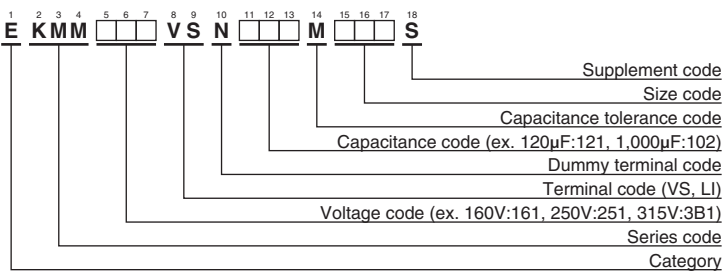 1 2 3 4 5 6 7 8 9 10 11 12 13 14 15 16 17 18
E KMM □□□ VS N □□□ M □□□ S
Supplement code
Size code
Capacitance tolerance code
Capacitance code (ex. 120µF:121, 1,000µF:102)
Dummy terminal code
Terminal code (VS, LI)
Voltage code (ex. 160V:161, 250V:251, 315V:3B1)
Series code
Category